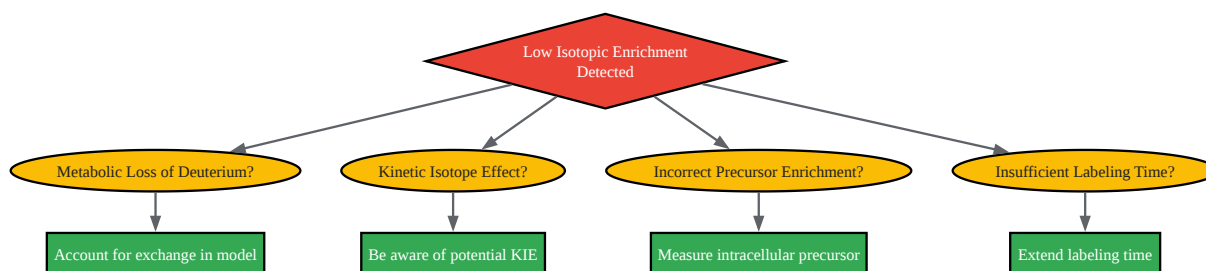 Low Isotopic Enrichment
Detected
Metabolic Loss of Deuterium?
Kinetic Isotope Effect?
Incorrect Precursor Enrichment?
Insufficient Labeling Time?
Account for exchange in model
Be aware of potential KIE
Measure intracellular precursor
Extend labeling time